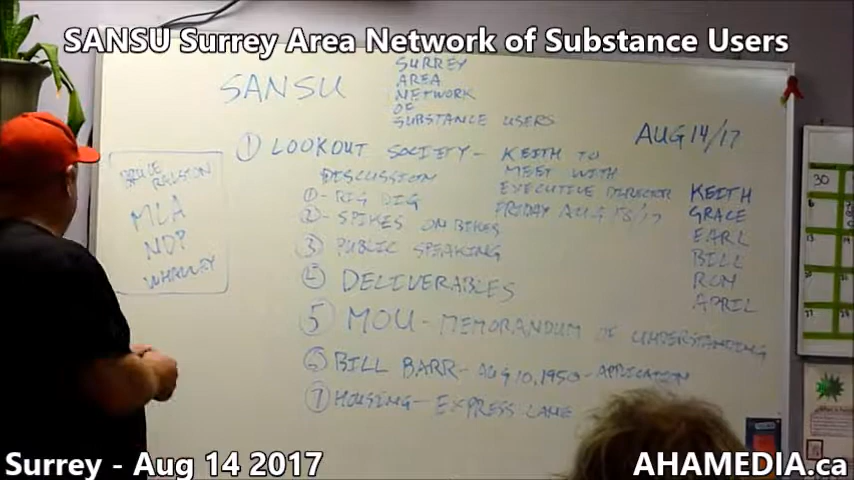 SANSU Surrey Area Network of Substance Users
SANSU
SURREY
AREA
NETWORK
OF
SUBSTANCE USERS
AUG 14/17
BRUCE
RALSTON
MLA
NDP
WHALLEY
① LOOKOUT SOCIETY - KEITH TO
MEET WITH
EXECUTIVE DIRECTOR
FRIDAY AUG 18/17
DISCUSSION
① - RIG DIG
② - SPIKES ON BIKES
③ PUBLIC SPEAKING
④ DELIVERABLES
⑤ MOU - MEMORANDUM OF UNDERSTANDING
⑥ BILL BARR - AUG 10, 1950 - APPLICATION
⑦ HOUSING - EXPRESS LANE
KEITH
GRACE
EARL
BILL
RON
APRIL
30
6
13
Surrey - Aug 14 2017
AHAMEDIA.ca